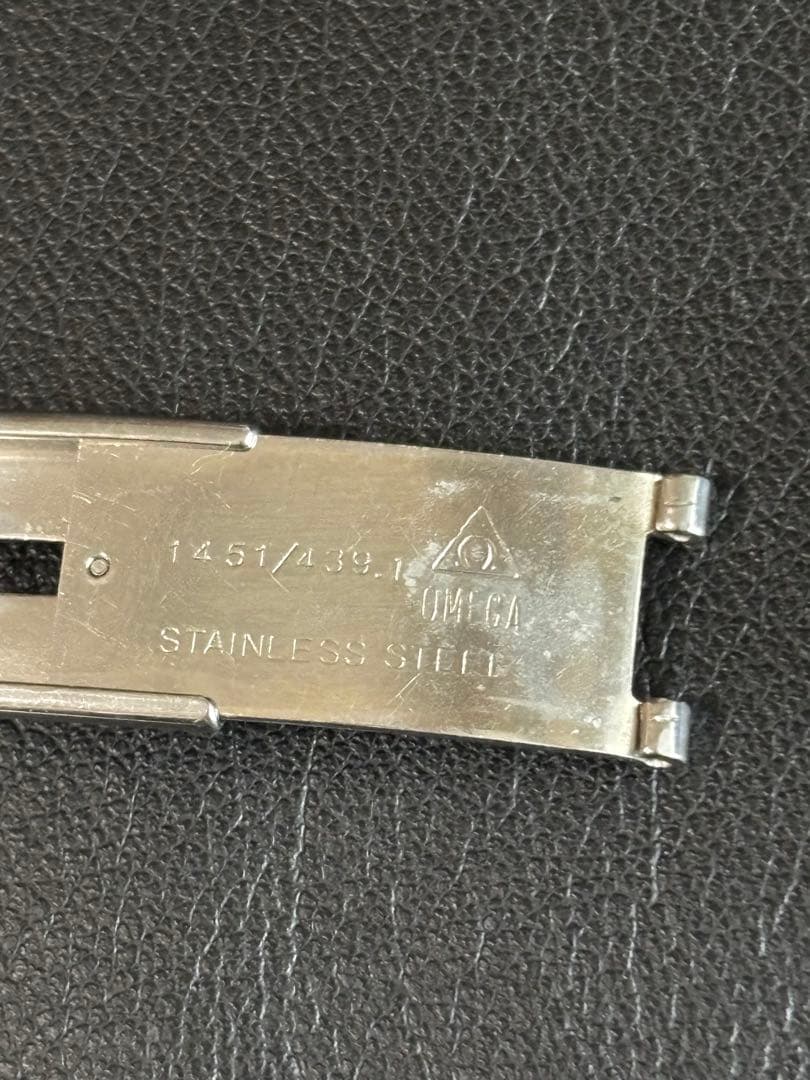 1451/439.1
Ω
OMEGA
STAINLESS STEEL